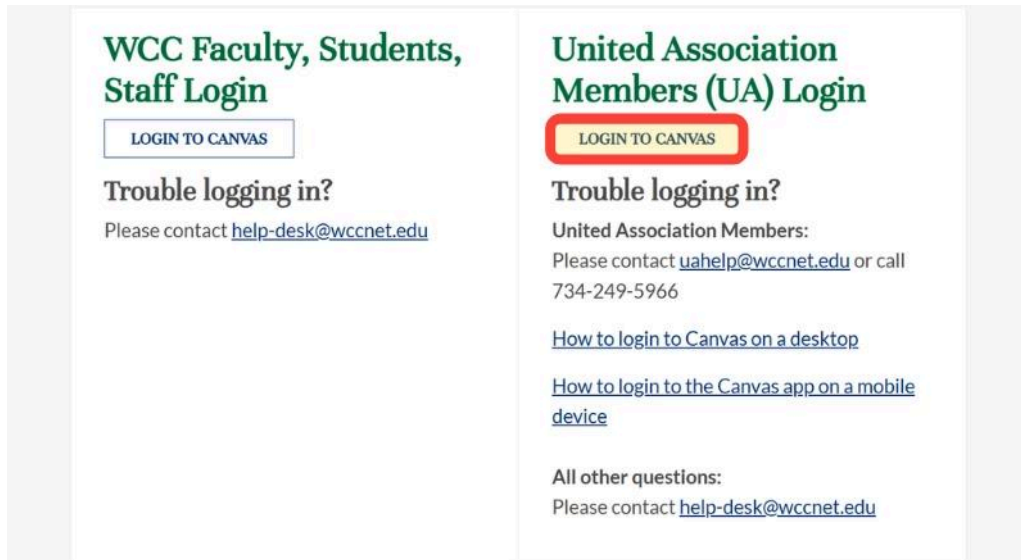 WCC Faculty, Students,
Staff Login
LOGIN TO CANVAS
Trouble logging in?
Please contact help-desk@wccnet.edu
United Association
Members (UA) Login
LOGIN TO CANVAS
Trouble logging in?
United Association Members:
Please contact uahelp@wccnet.edu or call
734-249-5966
How to login to Canvas on a desktop
How to login to the Canvas app on a mobile
device
All other questions:
Please contact help-desk@wccnet.edu